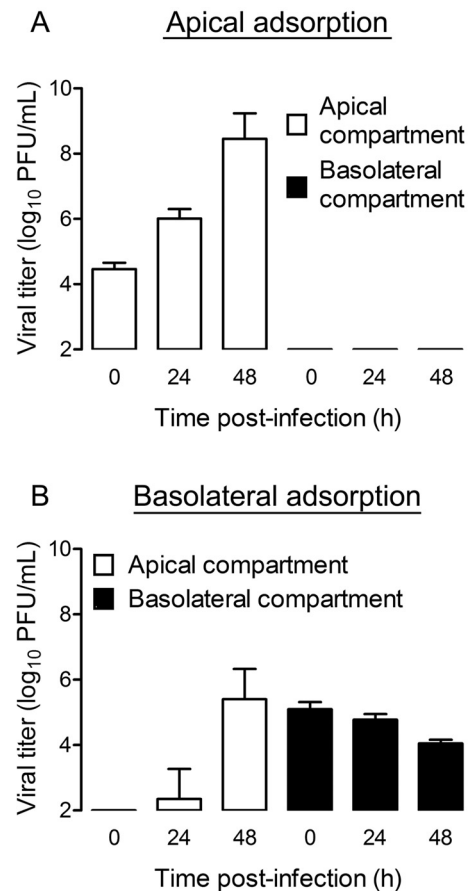 A
Apical adsorption
Viral titer (log10 PFU/mL)
10
8
6
4
2
Apical
compartment
Basolateral
compartment
0 24 48 0 24 48
Time post-infection (h)
B
Basolateral adsorption
Viral titer (log10 PFU/mL)
10
8
6
4
2
Apical compartment
Basolateral compartment
0 24 48 0 24 48
Time post-infection (h)